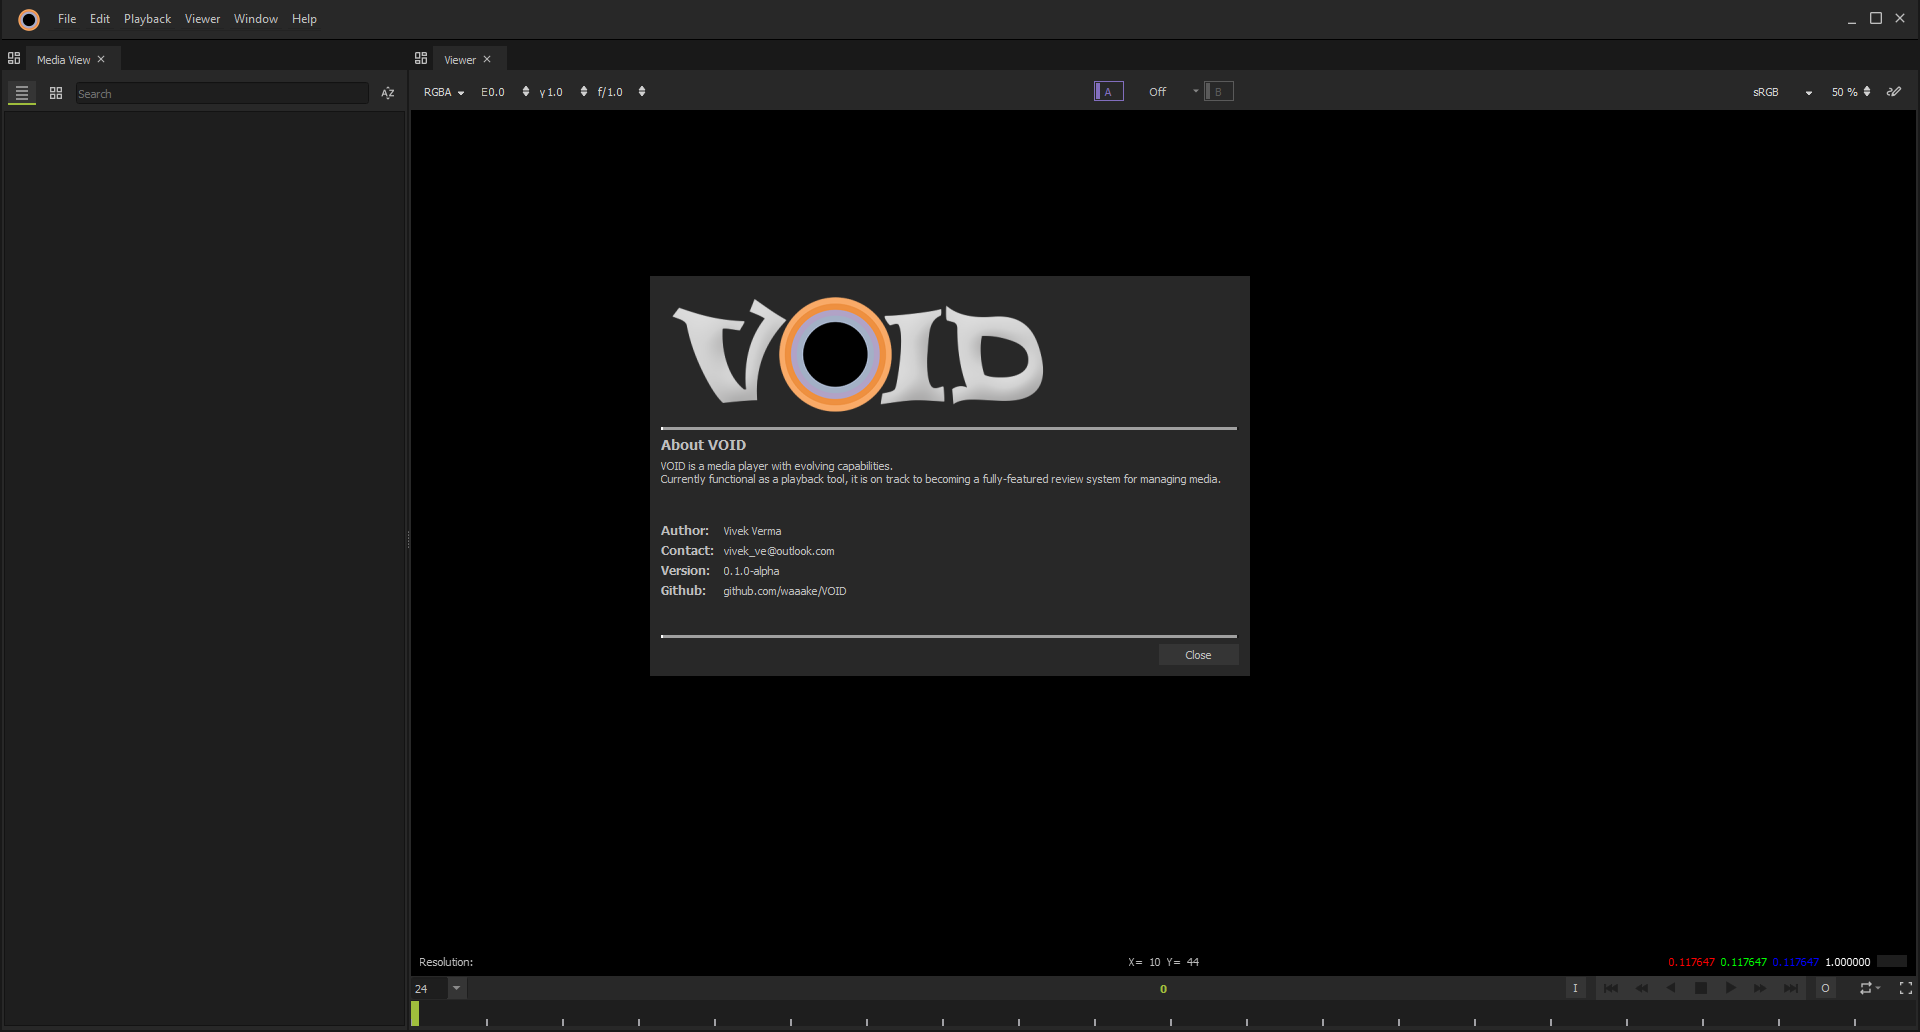 File Edit Playback Viewer Window Help
Media View
Viewer
Search
AZ
RGBA E0.0 γ 1.0 f/1.0
A Off B
sRGB 50 %
VOID
About VOID
VOID is a media player with evolving capabilities.
Currently functional as a playback tool, it is on track to becoming a fully-featured review system for managing media.
Author: Vivek Verma
Contact: vivek_ve@outlook.com
Version: 0.1.0-alpha
Github: github.com/waaake/VOID
Close
Resolution:
X= 10 Y= 44
0.117647 0.117647 0.117647 1.000000
24
0
I
O